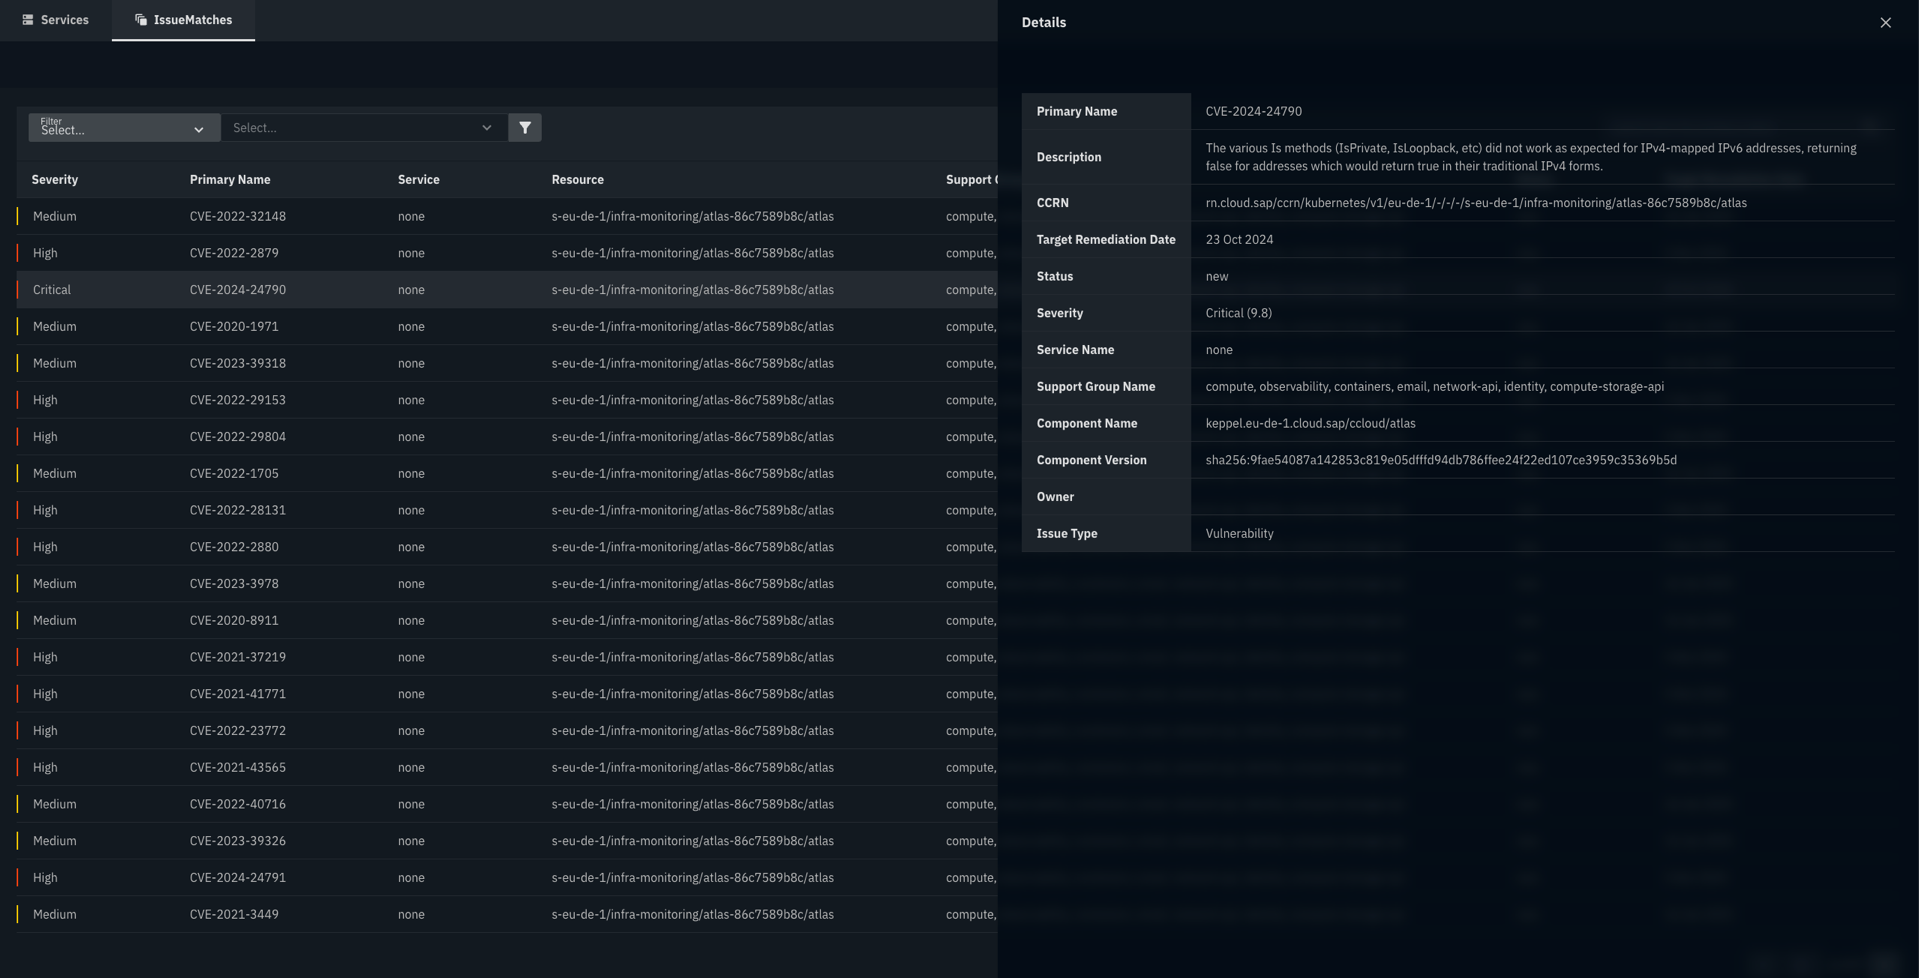 Services IssueMatches
Filter
Select... Select...
Severity Primary Name Service Resource Support
Medium CVE-2022-32148 none s-eu-de-1/infra-monitoring/atlas-86c7589b8c/atlas compute,
High CVE-2022-2879 none s-eu-de-1/infra-monitoring/atlas-86c7589b8c/atlas compute,
Critical CVE-2024-24790 none s-eu-de-1/infra-monitoring/atlas-86c7589b8c/atlas compute,
Medium CVE-2020-1971 none s-eu-de-1/infra-monitoring/atlas-86c7589b8c/atlas compute,
Medium CVE-2023-39318 none s-eu-de-1/infra-monitoring/atlas-86c7589b8c/atlas compute,
High CVE-2022-29153 none s-eu-de-1/infra-monitoring/atlas-86c7589b8c/atlas compute,
High CVE-2022-29804 none s-eu-de-1/infra-monitoring/atlas-86c7589b8c/atlas compute,
Medium CVE-2022-1705 none s-eu-de-1/infra-monitoring/atlas-86c7589b8c/atlas compute,
High CVE-2022-28131 none s-eu-de-1/infra-monitoring/atlas-86c7589b8c/atlas compute,
High CVE-2022-2880 none s-eu-de-1/infra-monitoring/atlas-86c7589b8c/atlas compute,
Medium CVE-2023-3978 none s-eu-de-1/infra-monitoring/atlas-86c7589b8c/atlas compute,
Medium CVE-2020-8911 none s-eu-de-1/infra-monitoring/atlas-86c7589b8c/atlas compute,
High CVE-2021-37219 none s-eu-de-1/infra-monitoring/atlas-86c7589b8c/atlas compute,
High CVE-2021-41771 none s-eu-de-1/infra-monitoring/atlas-86c7589b8c/atlas compute,
High CVE-2022-23772 none s-eu-de-1/infra-monitoring/atlas-86c7589b8c/atlas compute,
High CVE-2021-43565 none s-eu-de-1/infra-monitoring/atlas-86c7589b8c/atlas compute,
Medium CVE-2022-40716 none s-eu-de-1/infra-monitoring/atlas-86c7589b8c/atlas compute,
Medium CVE-2023-39326 none s-eu-de-1/infra-monitoring/atlas-86c7589b8c/atlas compute,
High CVE-2024-24791 none s-eu-de-1/infra-monitoring/atlas-86c7589b8c/atlas compute,
Medium CVE-2021-3449 none s-eu-de-1/infra-monitoring/atlas-86c7589b8c/atlas compute,
Details
Primary Name CVE-2024-24790
Description The various Is methods (IsPrivate, IsLoopback, etc) did not work as expected for IPv4-mapped IPv6 addresses, returning
false for addresses which would return true in their traditional IPv4 forms.
CCRN rn.cloud.sap/ccrn/kubernetes/v1/eu-de-1/-/-/-/s-eu-de-1/infra-monitoring/atlas-86c7589b8c/atlas
Target Remediation Date 23 Oct 2024
Status new
Severity Critical (9.8)
Service Name none
Support Group Name compute, observability, containers, email, network-api, identity, compute-storage-api
Component Name keppel.eu-de-1.cloud.sap/ccloud/atlas
Component Version sha256:9fae54087a142853c819e05dfffd94db786ffee24f22ed107ce3959c35369b5d
Owner
Issue Type Vulnerability